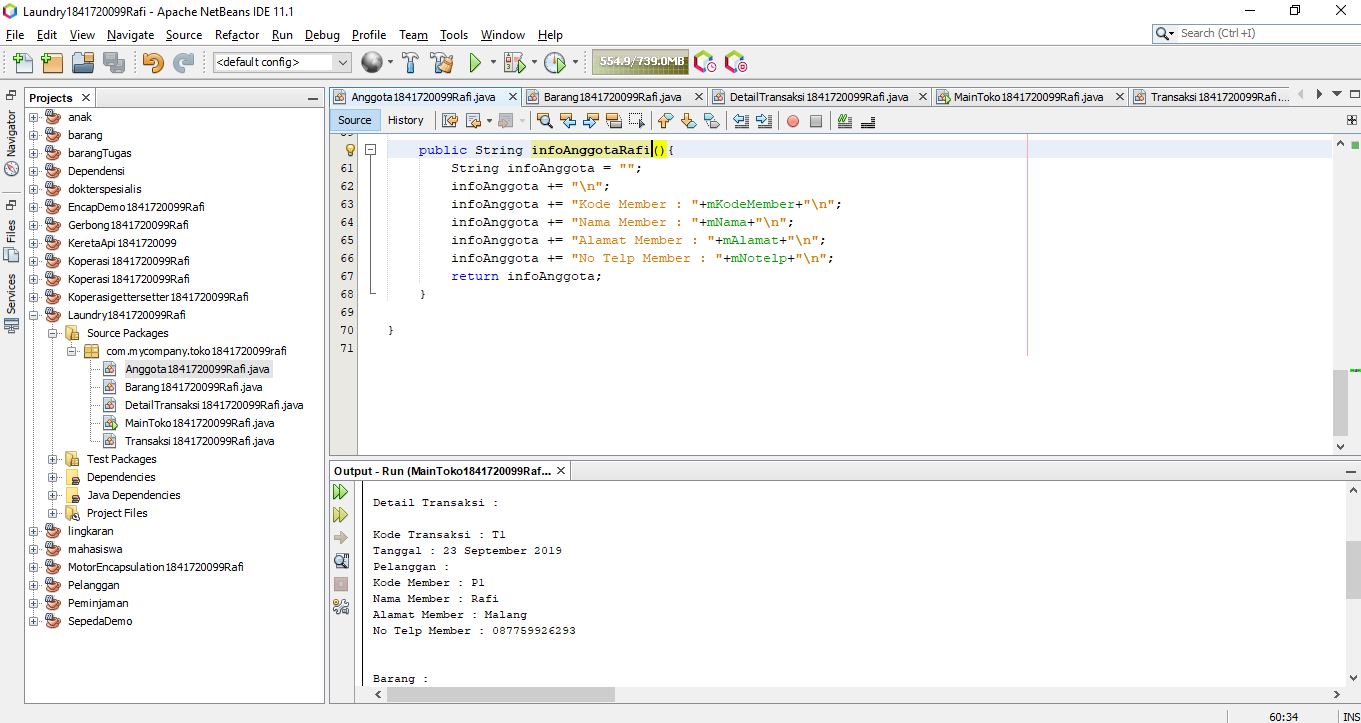 Laundry1841720099Rafi - Apache NetBeans IDE 11.1
File Edit View Navigate Source Refactor Run Debug Profile Team Tools Window Help
Search (Ctrl+I)
<default config>
554.9/739.0MB
Projects
Navigator
Files
Services
anak
barang
barangTugas
Dependensi
dokterspesialis
EncapDemo1841720099Rafi
Gerbong1841720099Rafi
KeretaApi1841720099
Koperasi1841720099Rafi
Koperasi1841720099Rafi
Koperasigettersetter1841720099Rafi
Laundry1841720099Rafi
Source Packages
com.mycompany.toko1841720099rafi
Anggota1841720099Rafi.java
Barang1841720099Rafi.java
DetailTransaksi1841720099Rafi.java
MainToko1841720099Rafi.java
Transaksi1841720099Rafi.java
Test Packages
Dependencies
Java Dependencies
Project Files
lingkaran
mahasiswa
MotorEncapsulation1841720099Rafi
Pelanggan
Peminjaman
SepedaDemo
Anggota1841720099Rafi.java Barang1841720099Rafi.java DetailTransaksi1841720099Rafi.java MainToko1841720099Rafi.java Transaksi1841720099Rafi....
Source History
public String infoAnggotaRafi(){
61 String infoAnggota = "";
62 infoAnggota += "\n";
63 infoAnggota += "Kode Member : "+mKodeMember+"\n";
64 infoAnggota += "Nama Member : "+mNama+"\n";
65 infoAnggota += "Alamat Member : "+mAlamat+"\n";
66 infoAnggota += "No Telp Member : "+mNotelp+"\n";
67 return infoAnggota;
68 }
69
70 }
71
Output - Run (MainToko1841720099Raf...
Detail Transaksi :
Kode Transaksi : T1
Tanggal : 23 September 2019
Pelanggan :
Kode Member : P1
Nama Member : Rafi
Alamat Member : Malang
No Telp Member : 087759926293
Barang :
60:34 INS